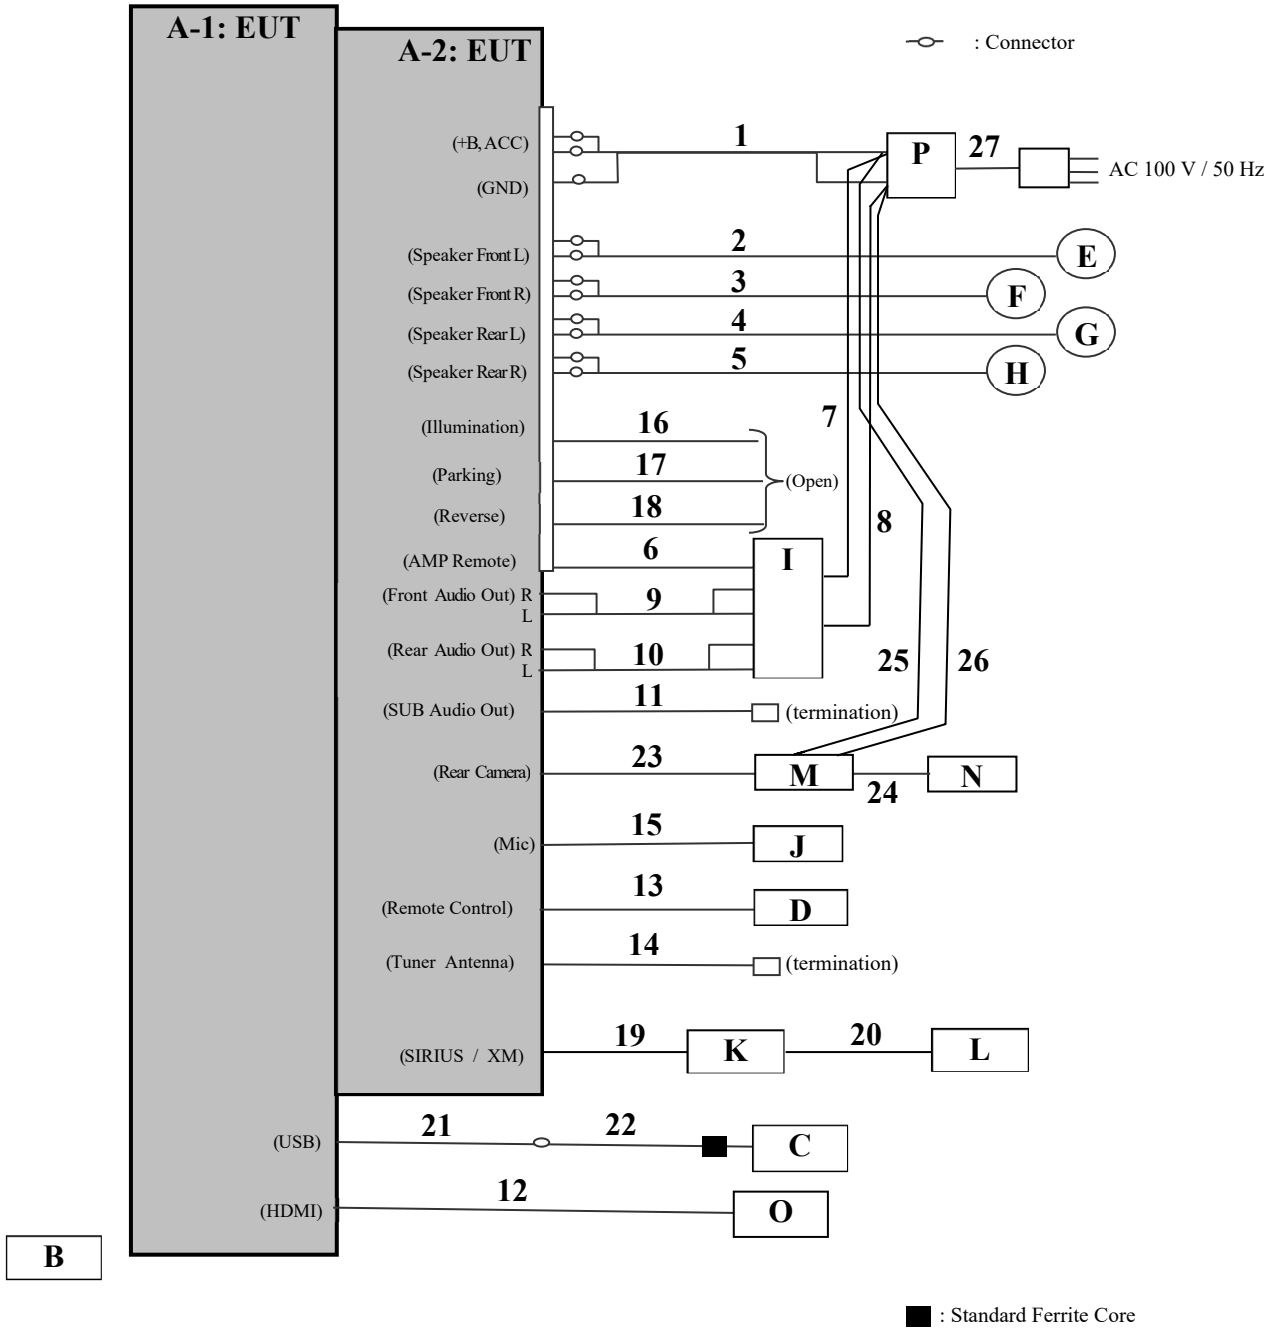 A-1: EUT
A-2: EUT
: Connector
(+B, ACC)
1
P
27
AC 100 V / 50 Hz
(GND)
(Speaker Front L)
2
E
(Speaker Front R)
3
F
(Speaker Rear L)
4
G
(Speaker Rear R)
5
H
7
(Illumination)
16
(Parking)
17
(Open)
(Reverse)
18
8
(AMP Remote)
6
I
(Front Audio Out) R
L
9
(Rear Audio Out) R
L
10
25
26
(SUB Audio Out)
11
(termination)
(Rear Camera)
23
M
24
N
(Mic)
15
J
(Remote Control)
13
D
(Tuner Antenna)
14
(termination)
(SIRIUS / XM)
19
K
20
L
(USB)
21
22
C
(HDMI)
12
O
B
: Standard Ferrite Core